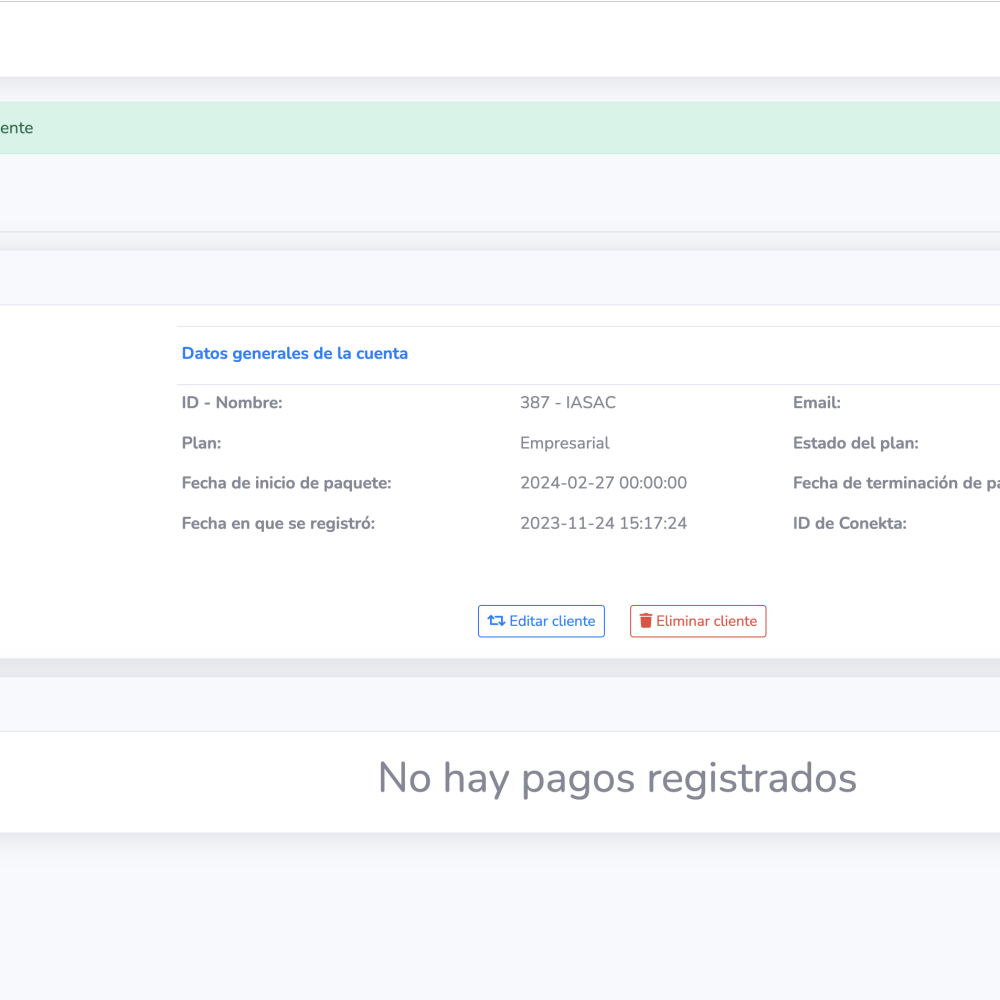 ente
Datos generales de la cuenta
ID - Nombre: 387 - IASAC Email:
Plan: Empresarial Estado del plan:
Fecha de inicio de paquete: 2024-02-27 00:00:00 Fecha de terminación de pa
Fecha en que se registró: 2023-11-24 15:17:24 ID de Conekta:
Editar cliente Eliminar cliente
No hay pagos registrados